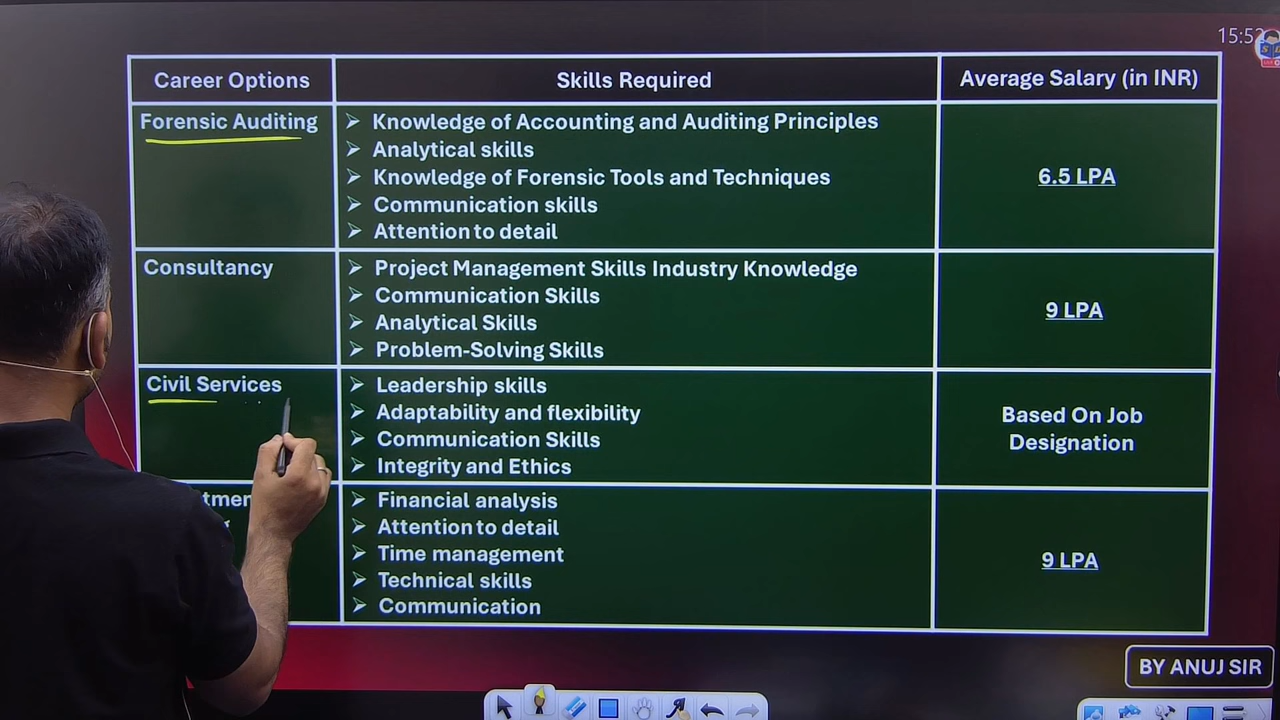 Career Options
Skills Required
Average Salary (in INR)
Forensic Auditing
➢ Knowledge of Accounting and Auditing Principles
➢ Analytical skills
➢ Knowledge of Forensic Tools and Techniques
➢ Communication skills
➢ Attention to detail
6.5 LPA
Consultancy
➢ Project Management Skills Industry Knowledge
➢ Communication Skills
➢ Analytical Skills
➢ Problem-Solving Skills
9 LPA
Civil Services
➢ Leadership skills
➢ Adaptability and flexibility
➢ Communication Skills
➢ Integrity and Ethics
Based On Job
Designation
➢ Financial analysis
➢ Attention to detail
➢ Time management
➢ Technical skills
➢ Communication
9 LPA
BY ANUJ SIR